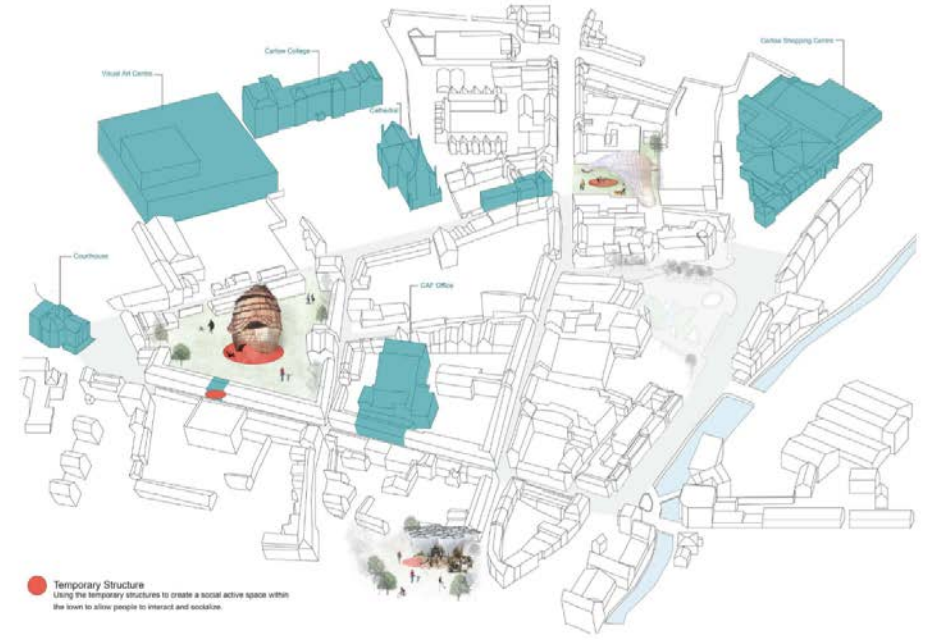 Carlow College
Carlow Shopping Centre
Visual Art Centre
Cathedral
Courthouse
CAF Office
Temporary Structure
Using the temporary structures to create a social active space within
the town to allow people to interact and socialize.